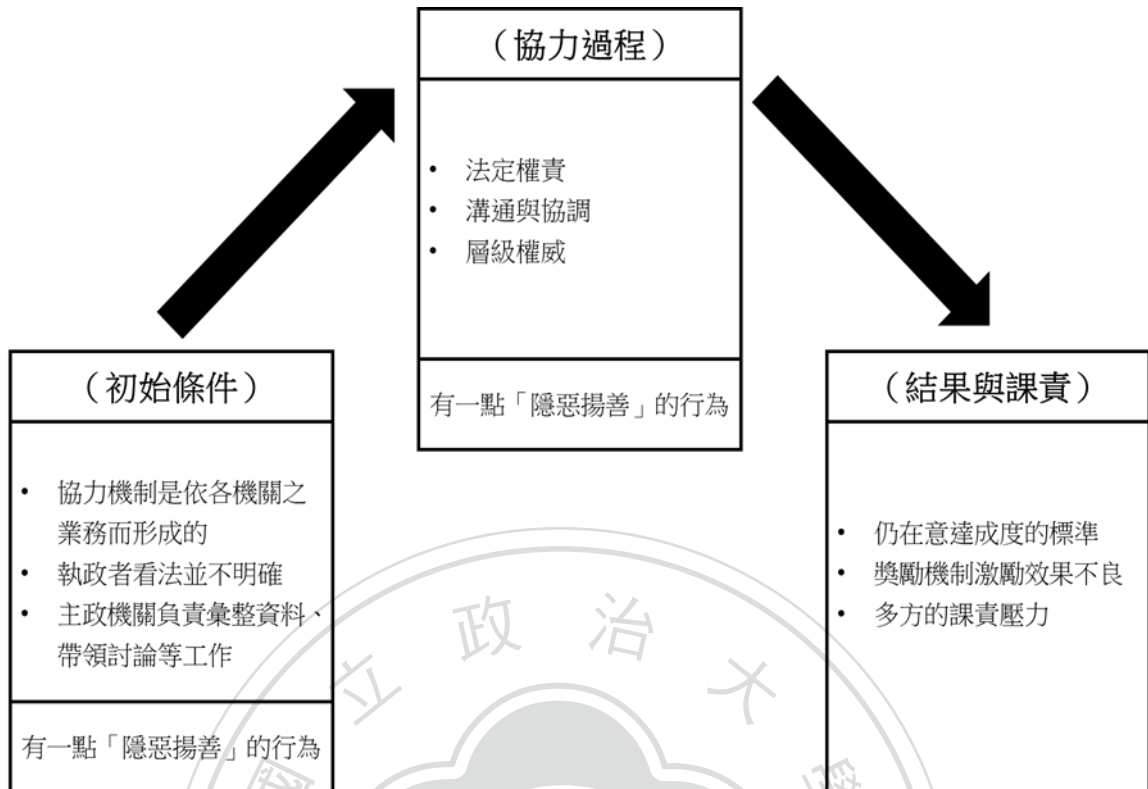 （協力過程）
• 法定權責
• 溝通與協調
• 層級權威
有一點「隱惡揚善」的行為
（初始條件）
• 協力機制是依各機關之
業務而形成的
• 執政者看法並不明確
• 主政機關負責彙整資料、
帶領討論等工作
有一點「隱惡揚善」的行為
（結果與課責）
• 仍在意達成度的標準
• 獎勵機制激勵效果不良
• 多方的課責壓力
立政治大